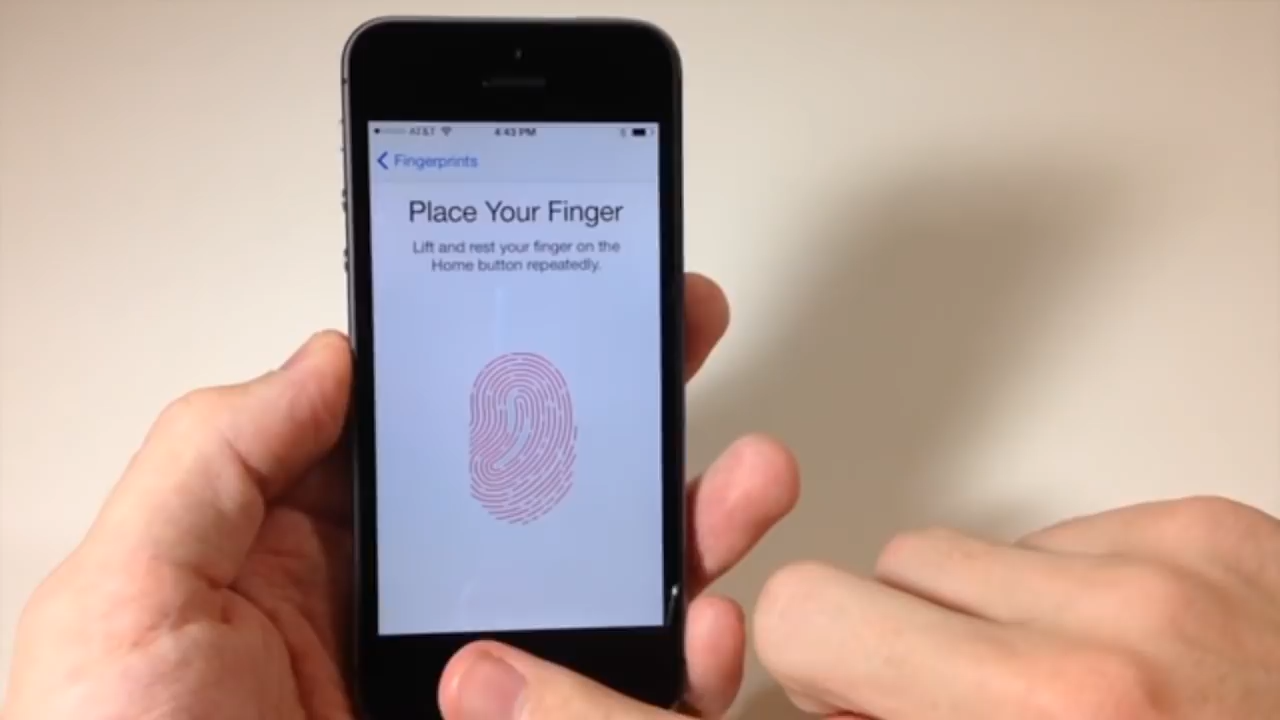 AT&T 4:43 PM
Fingerprints
Place Your Finger
Lift and rest your finger on the
Home button repeatedly.